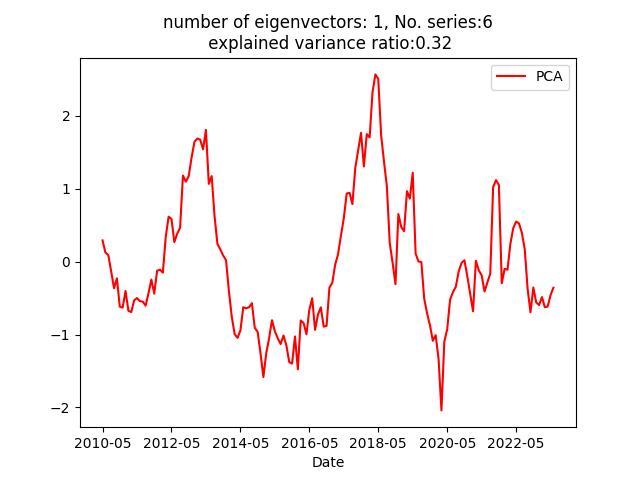 number of eigenvectors: 1, No. series:6
explained variance ratio:0.32
PCA
2
1
0
−1
−2
2010-05 2012-05 2014-05 2016-05 2018-05 2020-05 2022-05
Date